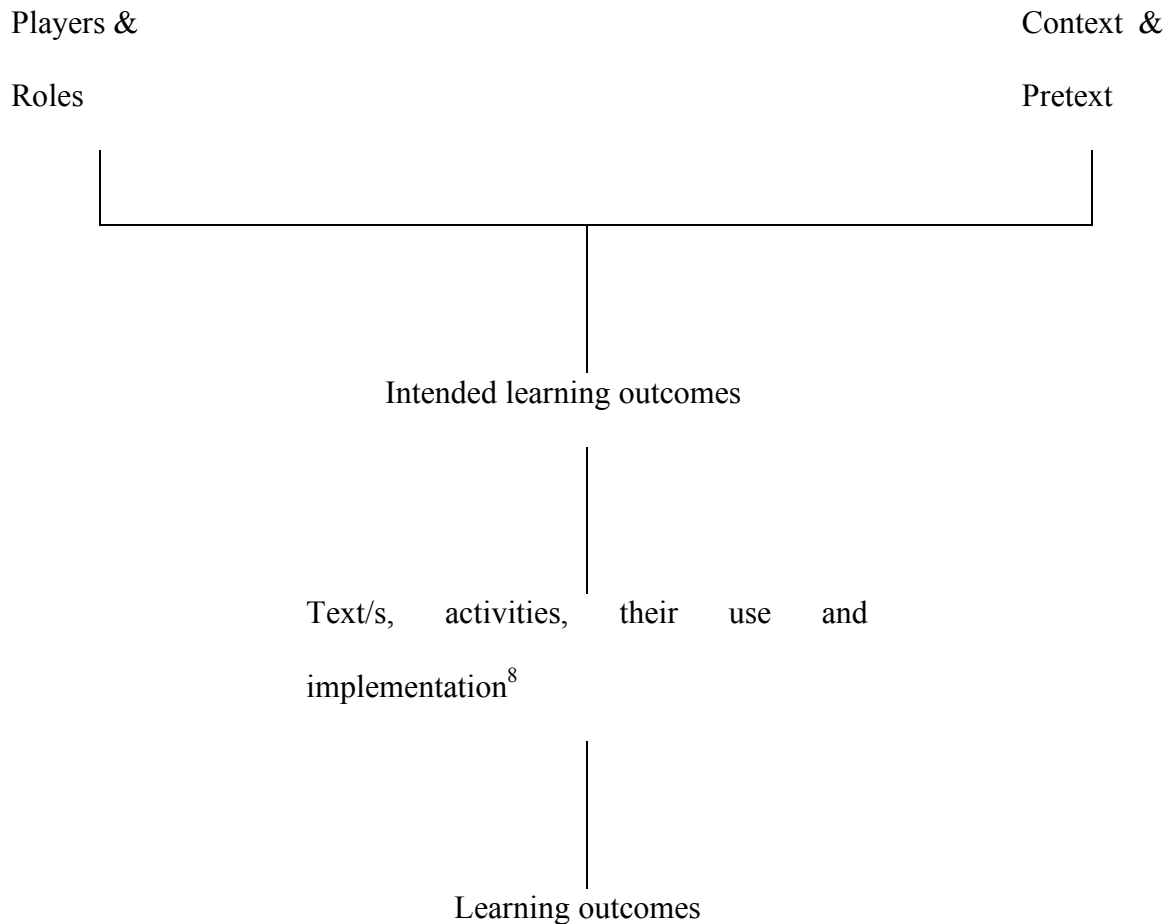 Players &
Roles
Context &
Pretext
Intended learning outcomes
Text/s, activities, their use and
implementation8
Learning outcomes